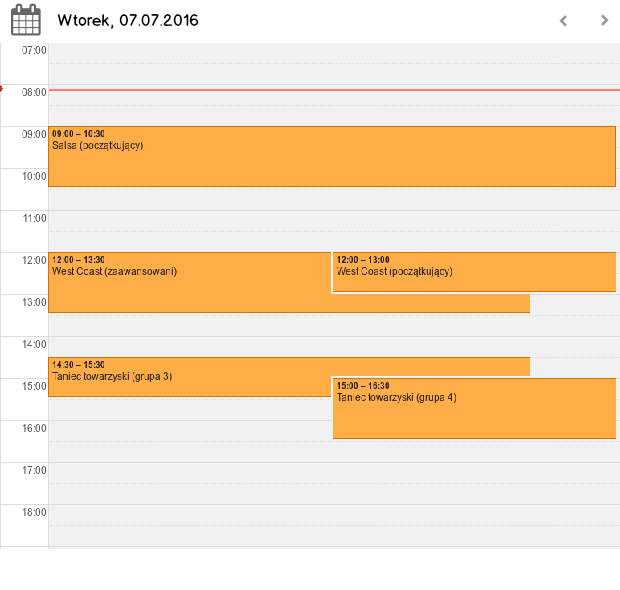 Wtorek, 07.07.2016
07:00
08:00
09:00
09:00 – 10:30
Salsa (początkujący)
10:00
11:00
12:00
12:00 – 13:30
West Coast (zaawansowani)
12:00 – 13:00
West Coast (początkujący)
13:00
14:00
14:30 – 15:30
Taniec towarzyski (grupa 3)
15:00
15:00 – 16:30
Taniec towarzyski (grupa 4)
16:00
17:00
18:00